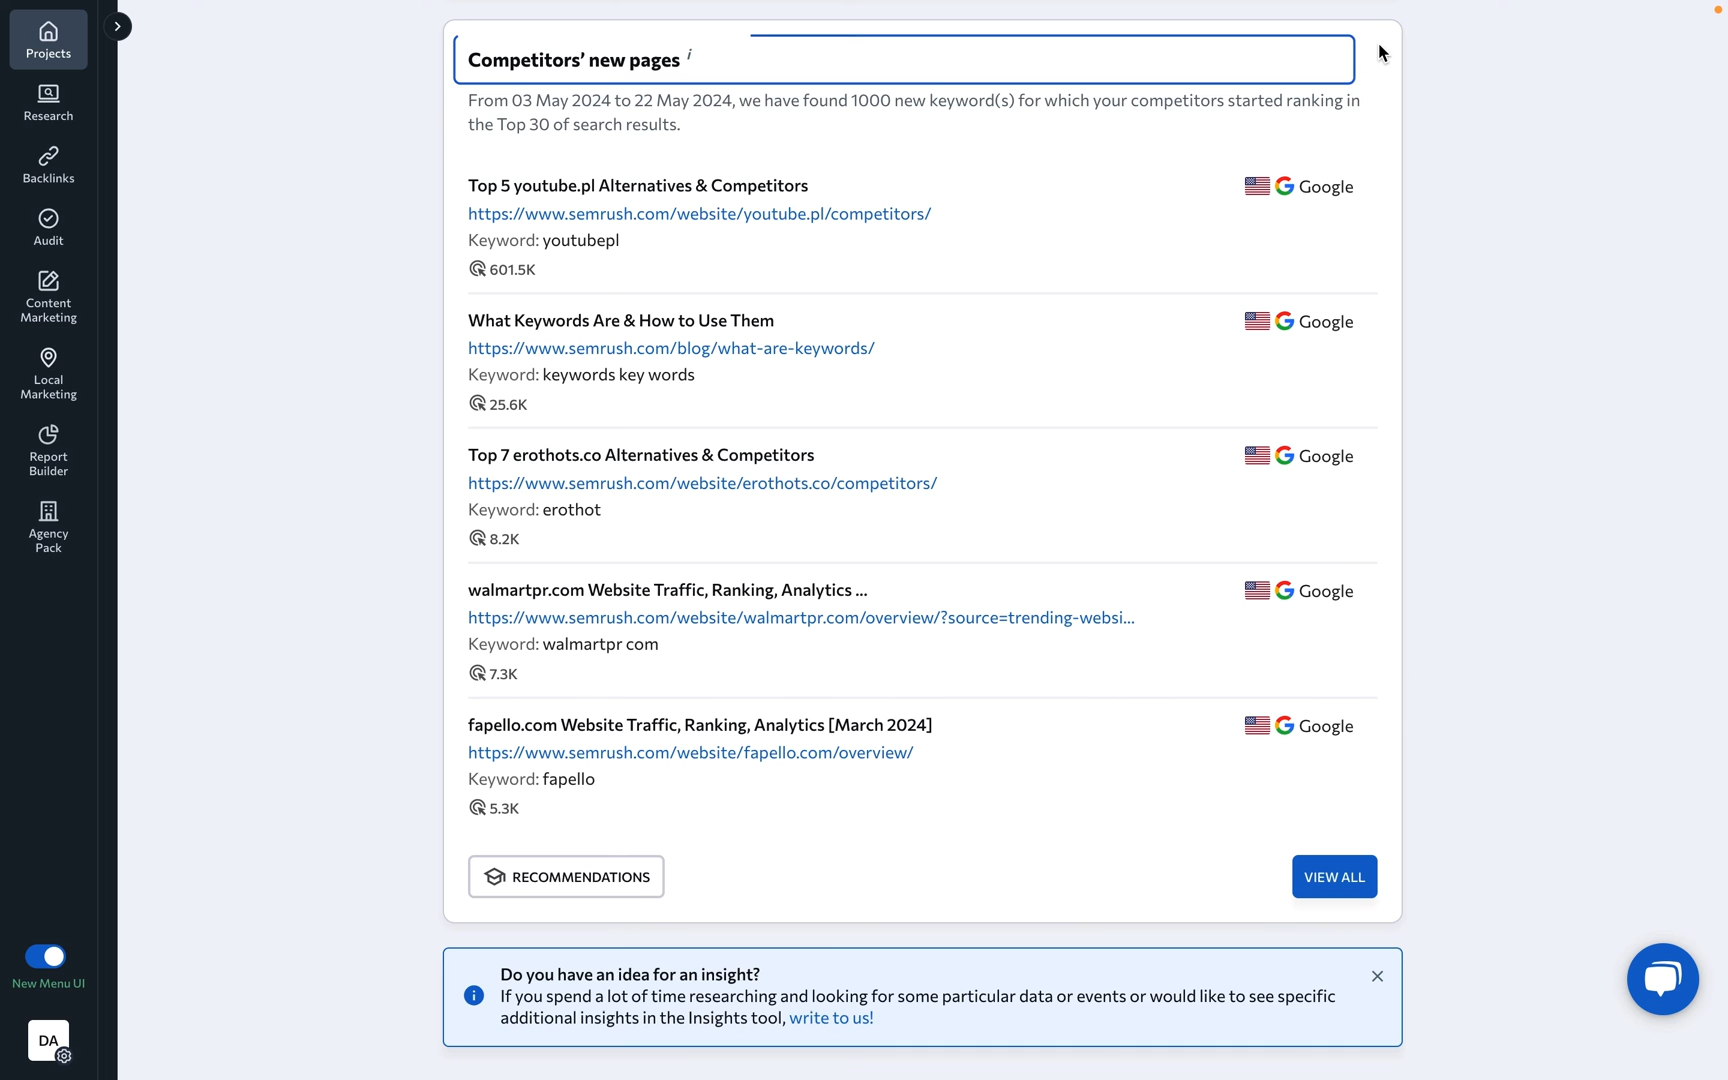 Projects
Research
Backlinks
Audit
Content
Marketing
Local
Marketing
Report
Builder
Agency
Pack
New Menu UI
DA
Competitors’ new pages i
From 03 May 2024 to 22 May 2024, we have found 1000 new keyword(s) for which your competitors started ranking in
the Top 30 of search results.
Top 5 youtube.pl Alternatives & Competitors
Google
https://www.semrush.com/website/youtube.pl/competitors/
Keyword: youtubepl
601.5K
What Keywords Are & How to Use Them
Google
https://www.semrush.com/blog/what-are-keywords/
Keyword: keywords key words
25.6K
Top 7 erothots.co Alternatives & Competitors
Google
https://www.semrush.com/website/erothots.co/competitors/
Keyword: erothot
8.2K
walmartpr.com Website Traffic, Ranking, Analytics ...
Google
https://www.semrush.com/website/walmartpr.com/overview/?source=trending-websi...
Keyword: walmartpr com
7.3K
fapello.com Website Traffic, Ranking, Analytics [March 2024]
Google
https://www.semrush.com/website/fapello.com/overview/
Keyword: fapello
5.3K
RECOMMENDATIONS
VIEW ALL
Do you have an idea for an insight?
If you spend a lot of time researching and looking for some particular data or events or would like to see specific
additional insights in the Insights tool, write to us!